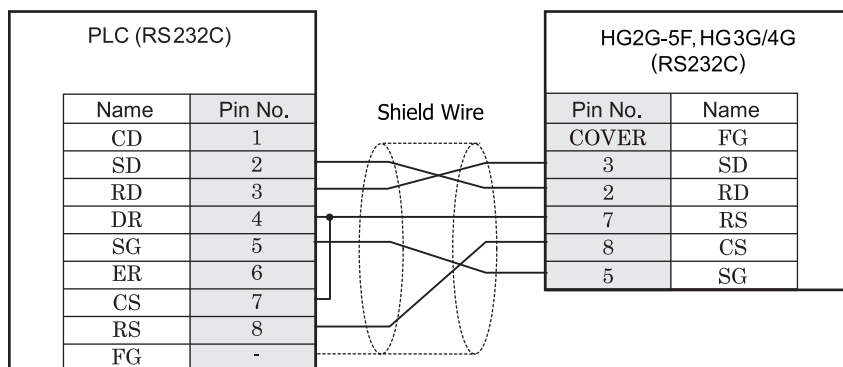 PLC (RS232C)
Name Pin No.
CD 1
SD 2
RD 3
DR 4
SG 5
ER 6
CS 7
RS 8
FG -
Shield Wire
HG2G-5F, HG3G/4G
(RS232C)
Pin No. Name
COVER FG
3 SD
2 RD
7 RS
8 CS
5 SG